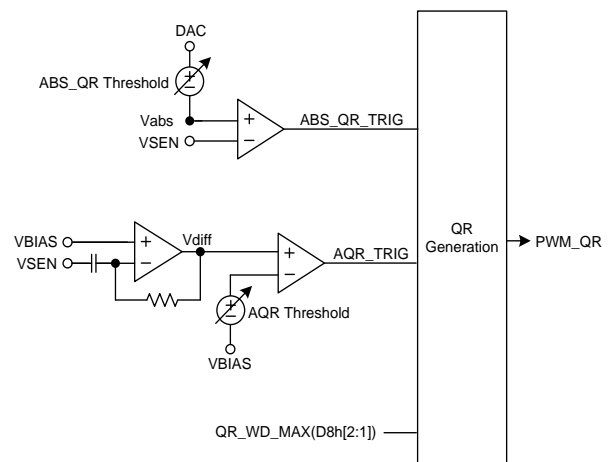 DAC
ABS_QR Threshold
Vabs
VSEN
ABS_QR_TRIG
VBIAS
VSEN
Vdiff
AQR_TRIG
AQR Threshold
VBIAS
QR_WD_MAX(D8h[2:1])
QR
Generation
PWM_QR